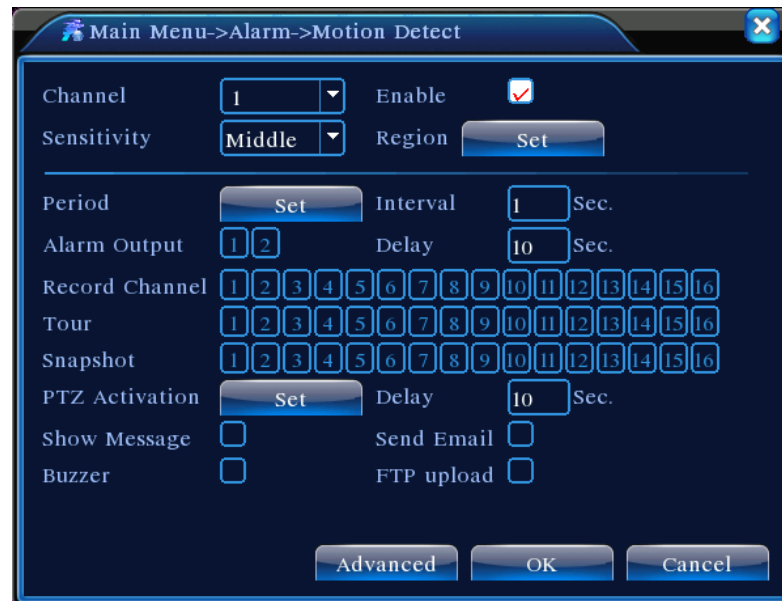 Main Menu->Alarm->Motion Detect
Channel 1 Enable
Sensitivity Middle Region Set
Period Set Interval 1 Sec.
Alarm Output 1 2 Delay 10 Sec.
Record Channel 1 2 3 4 5 6 7 8 9 10 11 12 13 14 15 16
Tour 1 2 3 4 5 6 7 8 9 10 11 12 13 14 15 16
Snapshot 1 2 3 4 5 6 7 8 9 10 11 12 13 14 15 16
PTZ Activation Set Delay 10 Sec.
Show Message Send Email
Buzzer FTP upload
Advanced OK Cancel